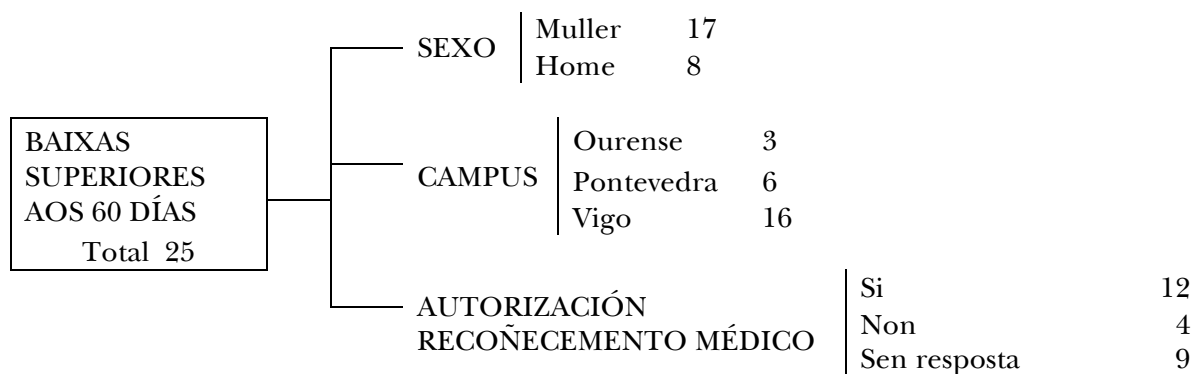 BAIXAS
SUPERIORES
AOS 60 DÍAS
Total 25
SEXO
Muller 17
Home 8
CAMPUS
Ourense 3
Pontevedra 6
Vigo 16
AUTORIZACIÓN
RECOÑECEMENTO MÉDICO
Si 12
Non 4
Sen resposta 9